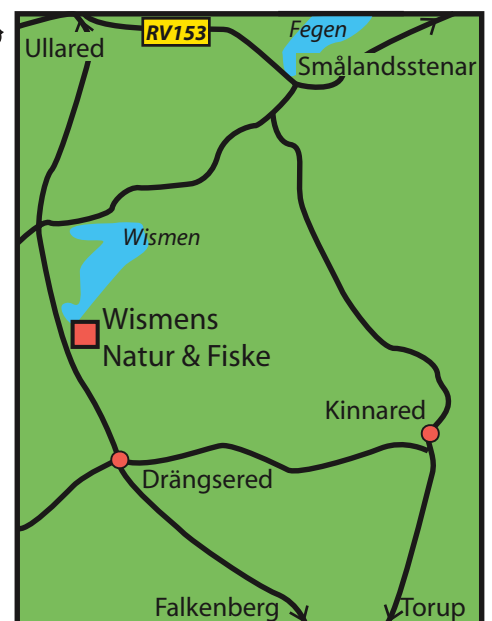 RV153
Fegen
Ullared
Smålandsstenar
Wismen
Wismens
Natur & Fiske
Kinnared
Drängsered
Falkenberg
Torup